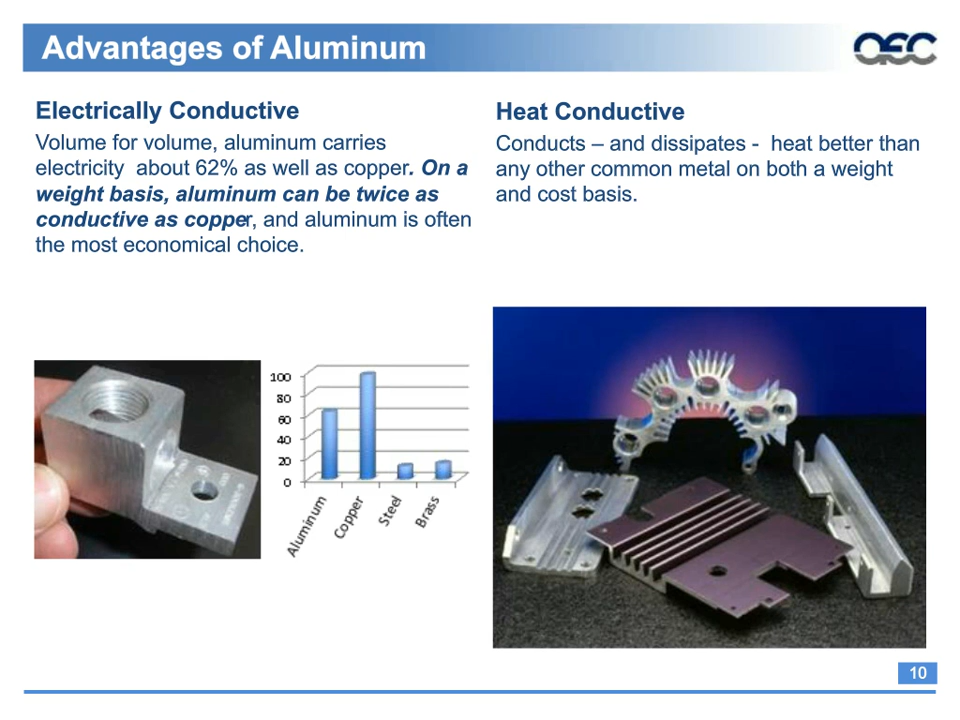 Advantages of Aluminum
AEC
Electrically Conductive
Volume for volume, aluminum carries
electricity  about 62% as well as copper. On a
weight basis, aluminum can be twice as
conductive as copper, and aluminum is often
the most economical choice.
Heat Conductive
Conducts – and dissipates -  heat better than
any other common metal on both a weight
and cost basis.
100
80
60
40
20
0
Aluminum
Copper
Steel
Brass
10